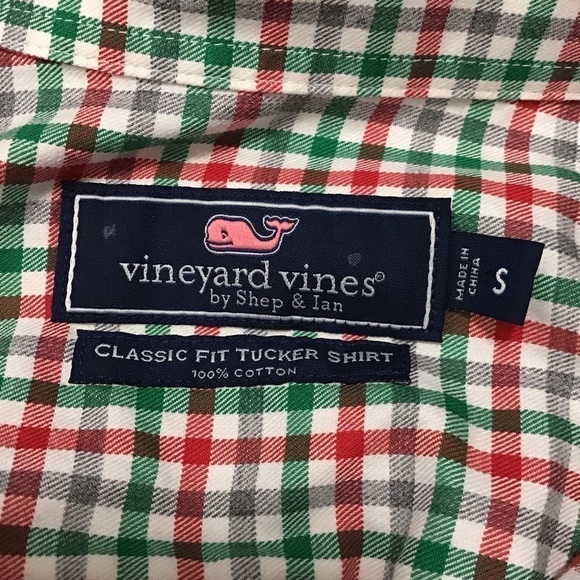 vineyard vines®
by Shep & Ian
CLASSIC FIT TUCKER SHIRT
100% COTTON
MADE IN
CHINA
S